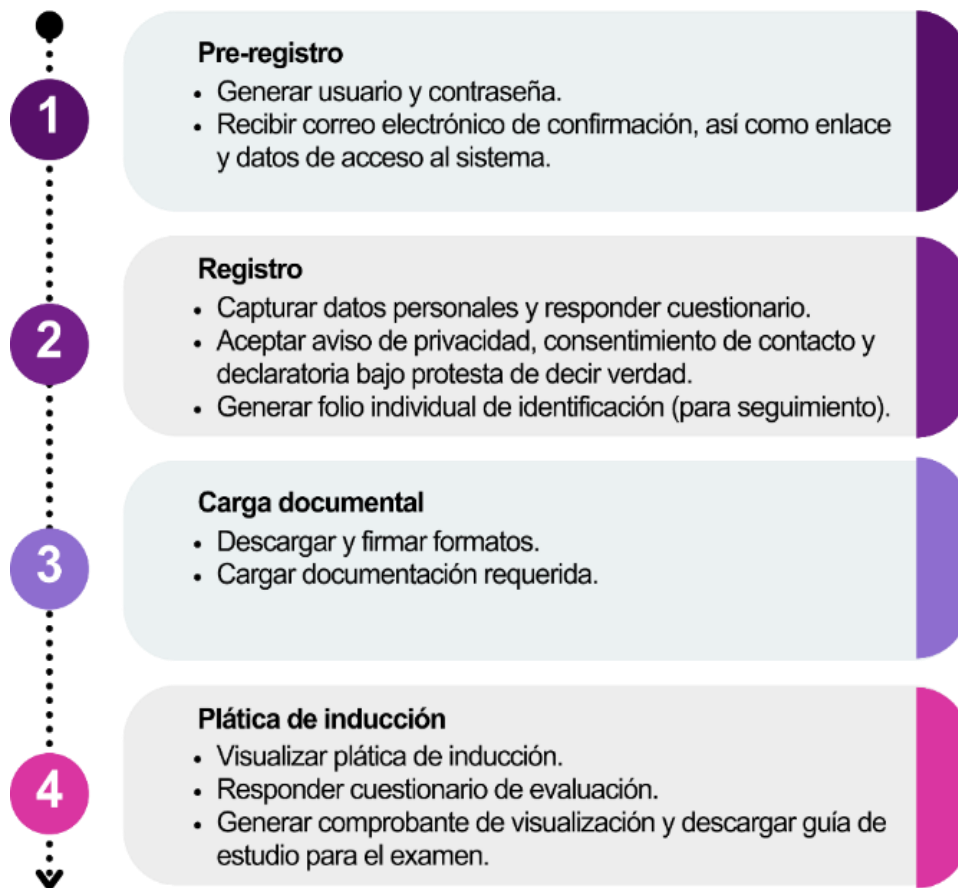 1
Pre-registro
• Generar usuario y contraseña.
• Recibir correo electrónico de confirmación, así como enlace
y datos de acceso al sistema.
2
Registro
• Capturar datos personales y responder cuestionario.
• Aceptar aviso de privacidad, consentimiento de contacto y
declaratoria bajo protesta de decir verdad.
• Generar folio individual de identificación (para seguimiento).
3
Carga documental
• Descargar y firmar formatos.
• Cargar documentación requerida.
4
Plática de inducción
• Visualizar plática de inducción.
• Responder cuestionario de evaluación.
• Generar comprobante de visualización y descargar guía de
estudio para el examen.